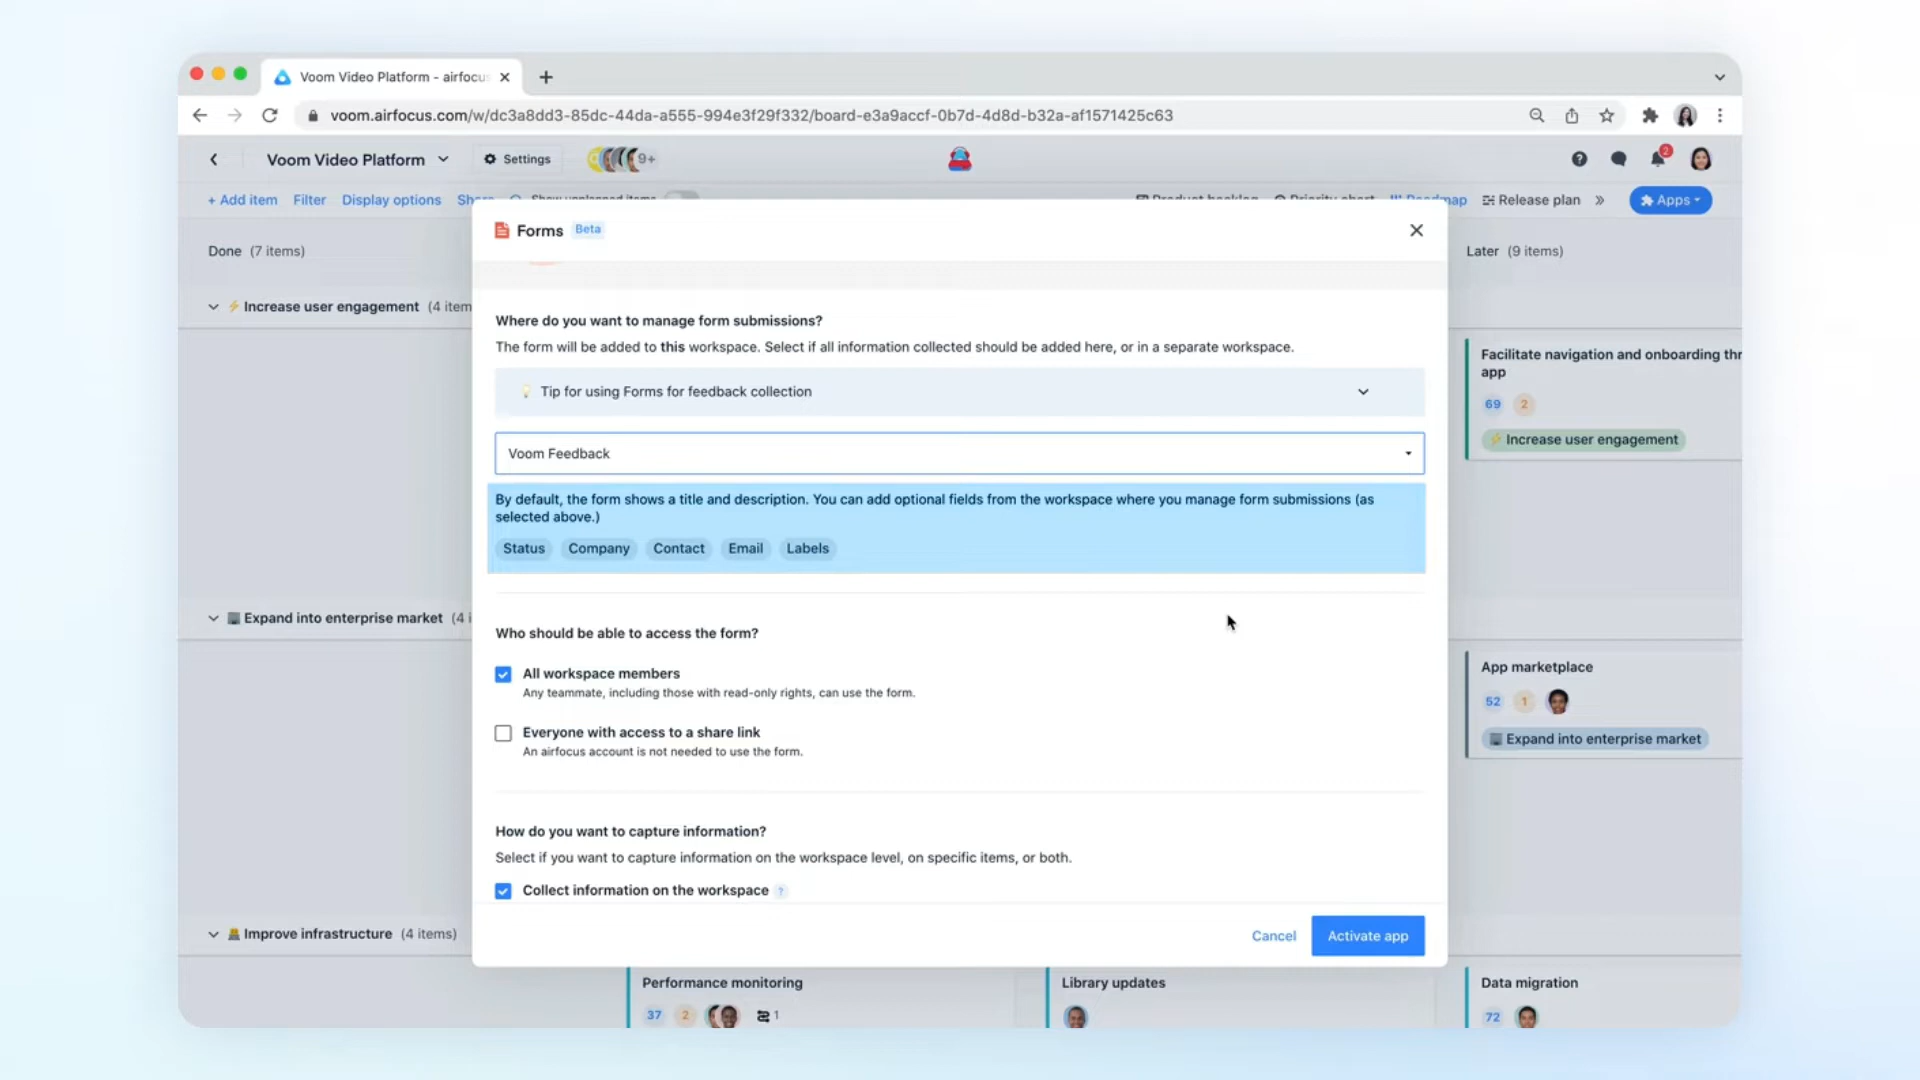 Voom Video Platform - airfocus
voom.airfocus.com/w/dc3a8dd3-85dc-44da-a555-994e3f29f332/board-e3a9accf-0b7d-4d8d-b32a-af1571425c63
Voom Video Platform Settings 9+ 2
+ Add item Filter Display options Share Show unplanned items Product backlog Priority chart Roadmap Release plan » Apps
Done (7 items)
Later (9 items)
Forms Beta
⚡ Increase user engagement (4 item
Where do you want to manage form submissions?
The form will be added to this workspace. Select if all information collected should be added here, or in a separate workspace.
Tip for using Forms for feedback collection
Voom Feedback
By default, the form shows a title and description. You can add optional fields from the workspace where you manage form submissions (as
selected above.)
Status Company Contact Email Labels
Facilitate navigation and onboarding thr
app
69 2
⚡ Increase user engagement
Expand into enterprise market (4 i
Who should be able to access the form?
All workspace members
Any teammate, including those with read-only rights, can use the form.
Everyone with access to a share link
An airfocus account is not needed to use the form.
App marketplace
52 1
Expand into enterprise market
How do you want to capture information?
Select if you want to capture information on the workspace level, on specific items, or both.
Collect information on the workspace ?
Cancel Activate app
Improve infrastructure (4 items)
Performance monitoring
37 2 1
Library updates
Data migration
72